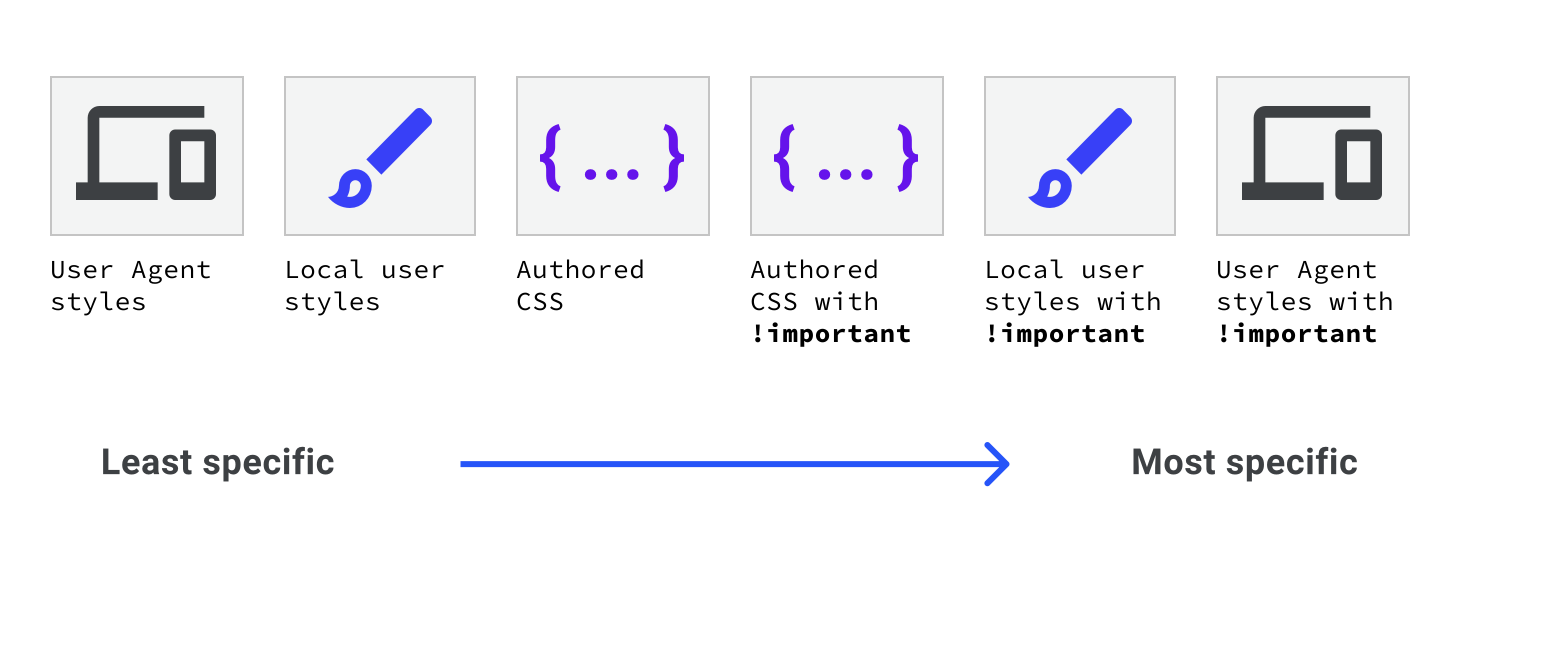 { ... }
{ ... }
User Agent
styles
Local user
styles
Authored
CSS
Authored
CSS with
!important
Local user
styles with
!important
User Agent
styles with
!important
Least specific
Most specific